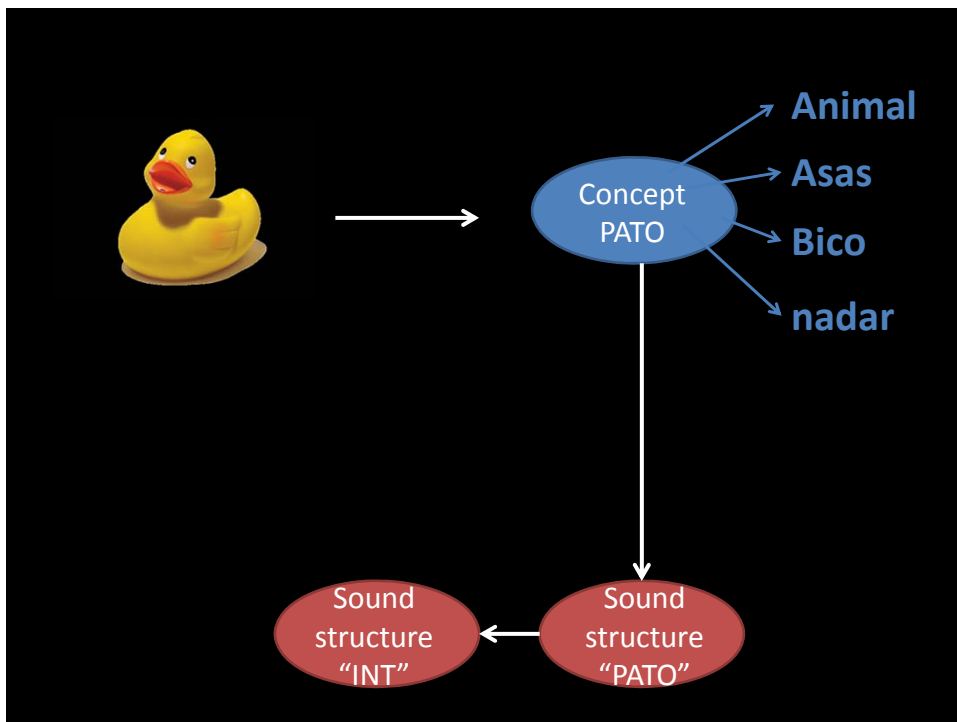 Animal
Asas
Bico
nadar
Concept
PATO
Sound
structure
“INT”
Sound
structure
“PATO”